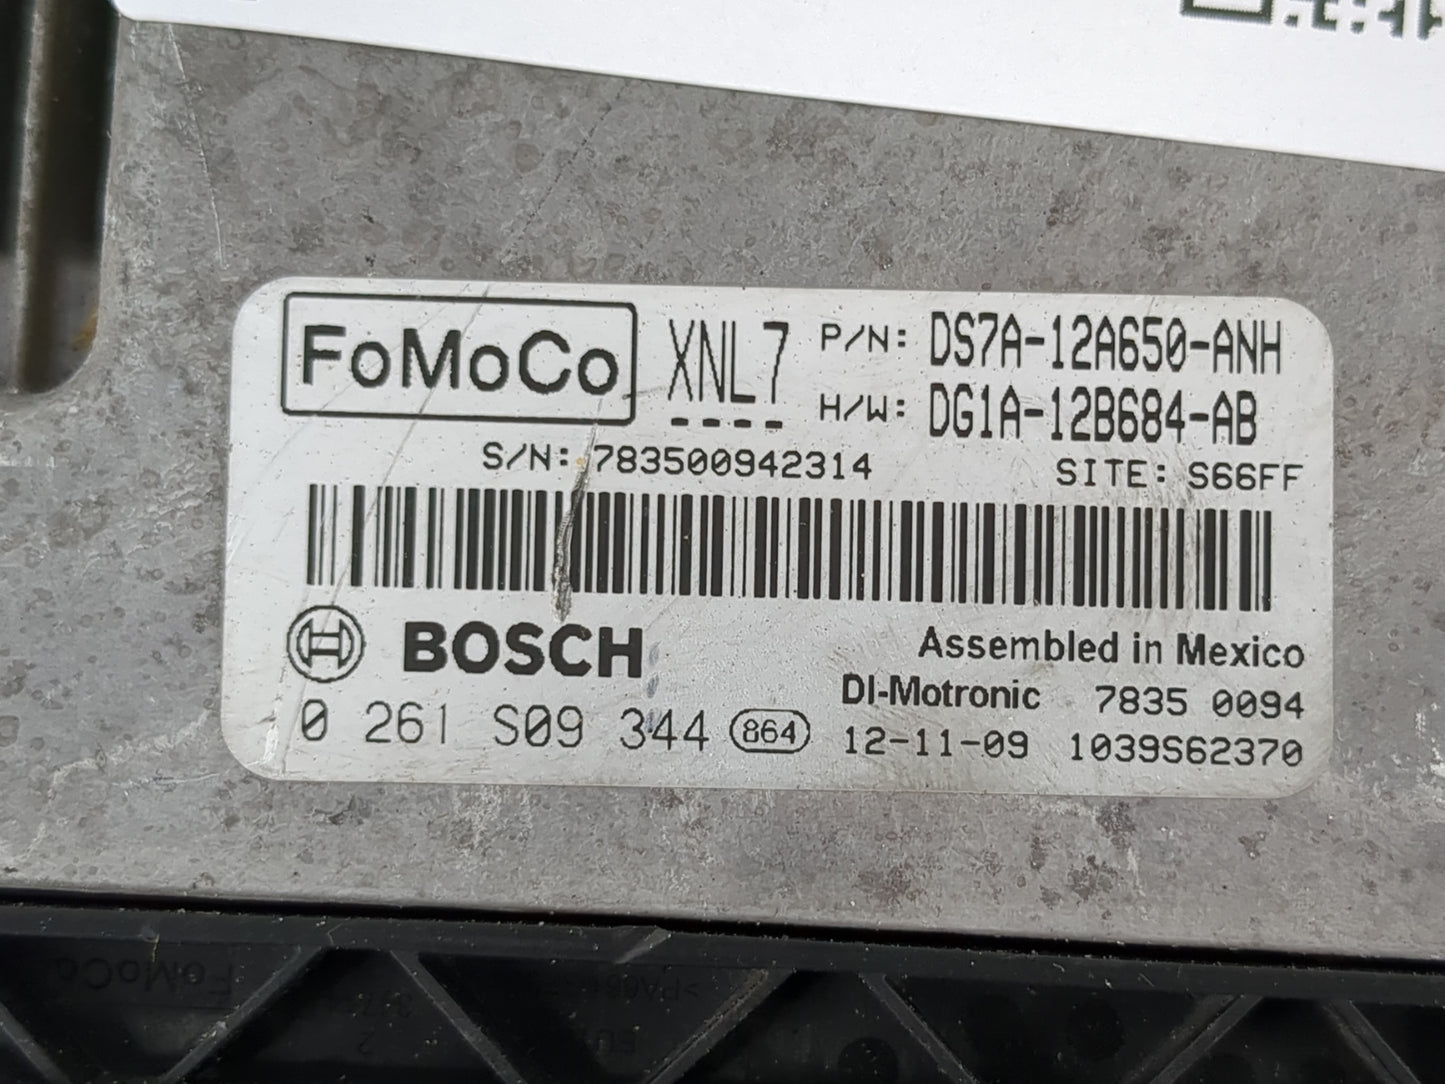 FoMoCo XNL7 P/N: DS7A-12A650-ANH
H/W: DG1A-12B684-AB
S/N: 783500942314 SITE: S66FF
BOSCH Assembled in Mexico
DI-Motronic 7835 0094
0 261 S09 344 864 12-11-09 1039S62370
FoMoCo